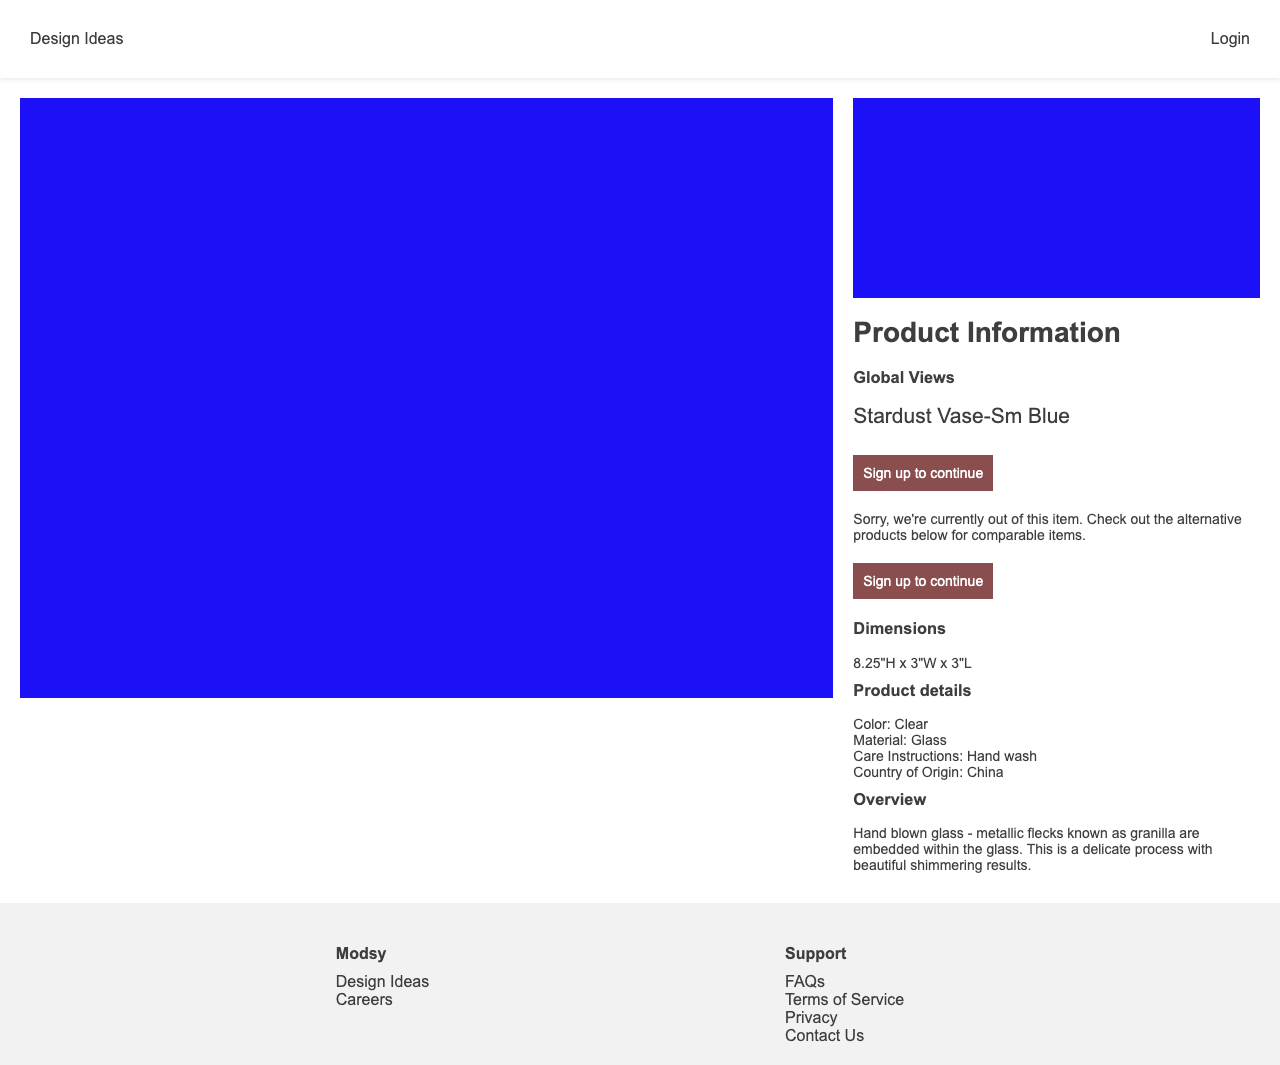 Design Ideas
Login
Product Information
Global Views
Stardust Vase-Sm Blue
Sign up to continue
Sorry, we're currently out of this item. Check out the alternative
products below for comparable items.
Sign up to continue
Dimensions
8.25"H x 3"W x 3"L
Product details
Color: Clear
Material: Glass
Care Instructions: Hand wash
Country of Origin: China
Overview
Hand blown glass - metallic flecks known as granilla are
embedded within the glass. This is a delicate process with
beautiful shimmering results.
Modsy
Design Ideas
Careers
Support
FAQs
Terms of Service
Privacy
Contact Us